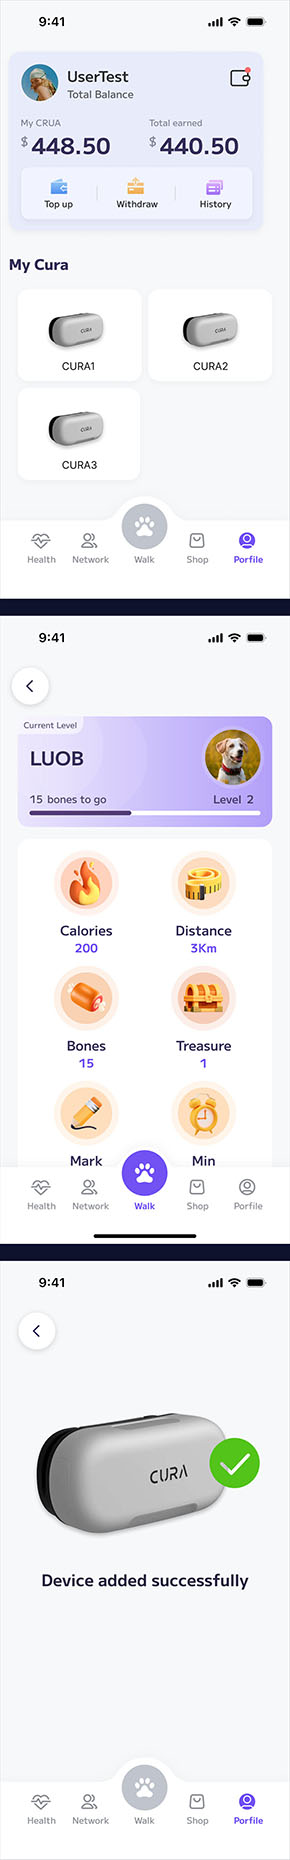 9:41
UserTest
Total Balance
My CRUA
Total earned
$ 448.50
$ 440.50
Top up
Withdraw
History
My Cura
CURA
CURA1
CURA
CURA2
CURA
CURA3
Health
Network
Walk
Shop
Porfile
9:41
Current Level
LUOB
15 bones to go
Level 2
Calories
200
Distance
3Km
Bones
15
Treasure
1
Mark
Min
Health
Network
Walk
Shop
Porfile
9:41
CURA
Device added successfully
Health
Network
Walk
Shop
Porfile